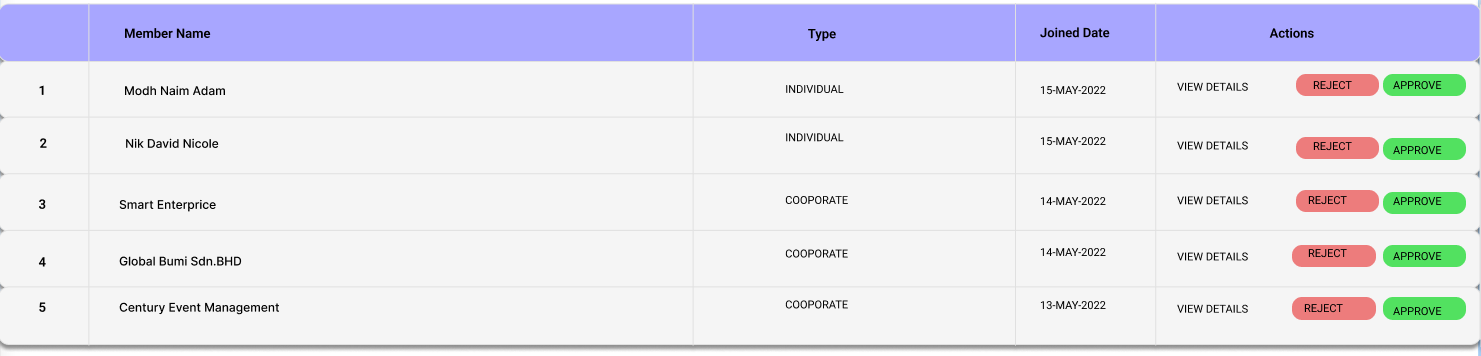 Member Name Type Joined Date Actions
1 Modh Naim Adam INDIVIDUAL 15-MAY-2022 VIEW DETAILS REJECT APPROVE
2 Nik David Nicole INDIVIDUAL 15-MAY-2022 VIEW DETAILS REJECT APPROVE
3 Smart Enterprice COOPORATE 14-MAY-2022 VIEW DETAILS REJECT APPROVE
4 Global Bumi Sdn.BHD COOPORATE 14-MAY-2022 VIEW DETAILS REJECT APPROVE
5 Century Event Management COOPORATE 13-MAY-2022 VIEW DETAILS REJECT APPROVE